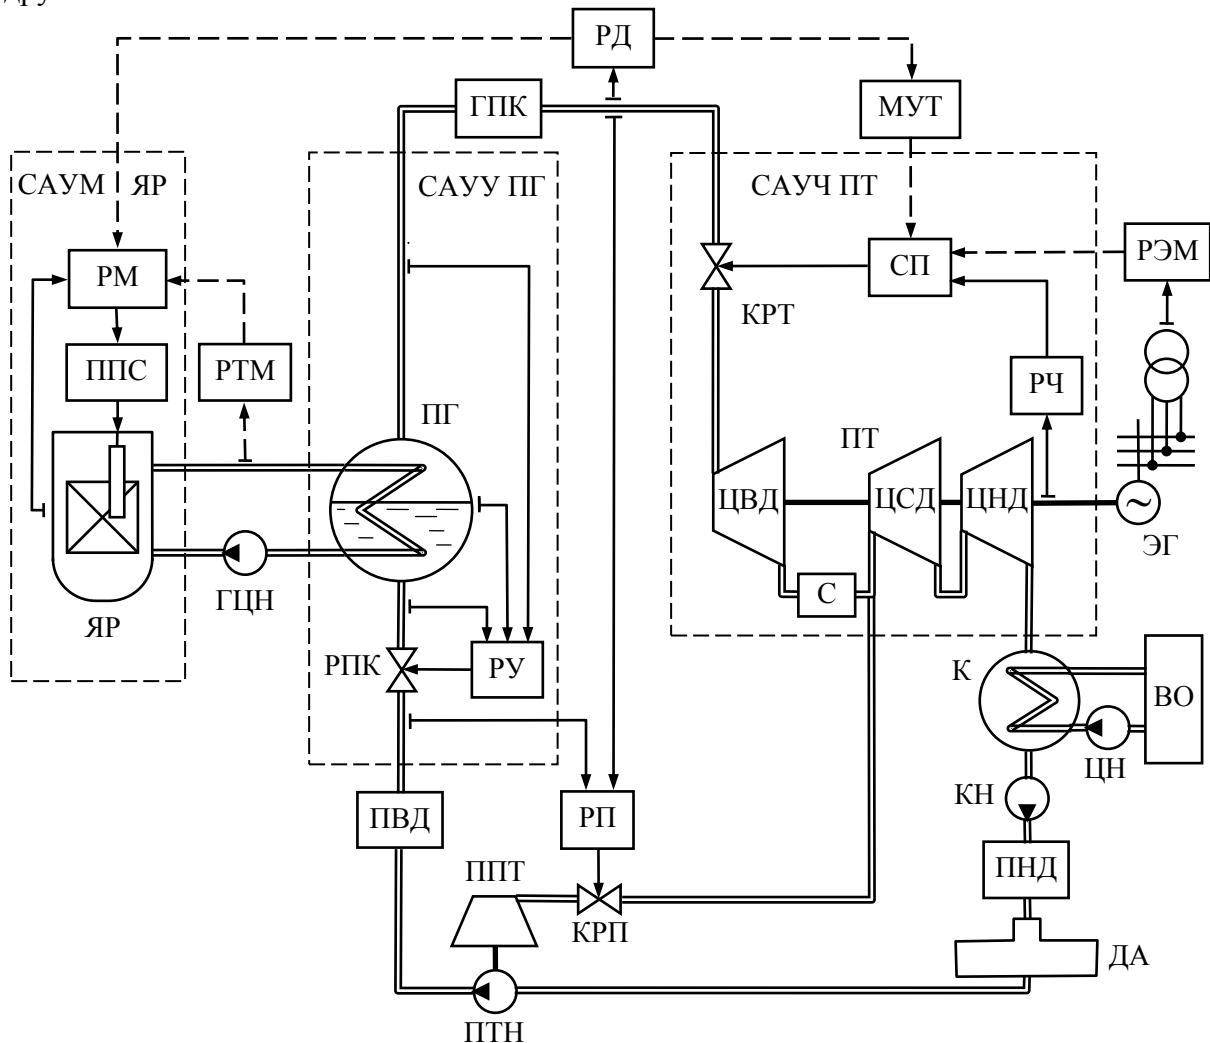 РД
ГПК
МУТ
САУМ ЯР
САУУ ПГ
САУЧ ПТ
РМ
СП
РЭМ
КРТ
ППС
РТМ
РЧ
ПГ
ПТ
ЦВД
ЦСД
ЦНД
ЭГ
ГЦН
С
ЯР
РПК
РУ
К
ВО
ЦН
КН
ПВД
РП
ППТ
ПНД
КРП
ДА
ПТН